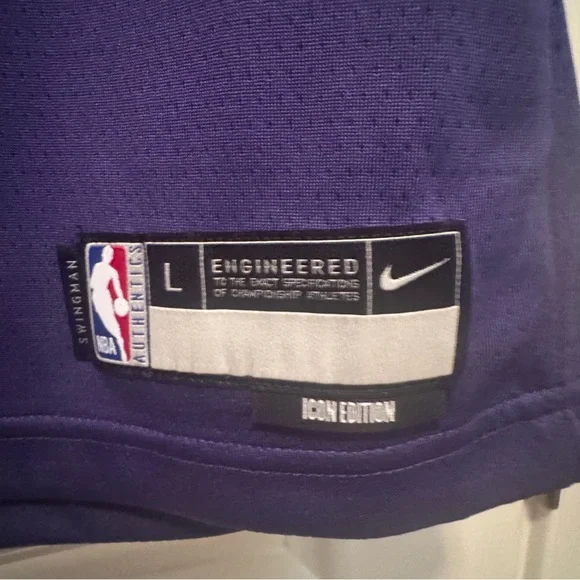 SWINGMAN
NBA
AUTHENTICS
L
ENGINEERED
TO THE EXACT SPECIFICATIONS
OF CHAMPIONSHIP ATHLETES
ICON EDITION